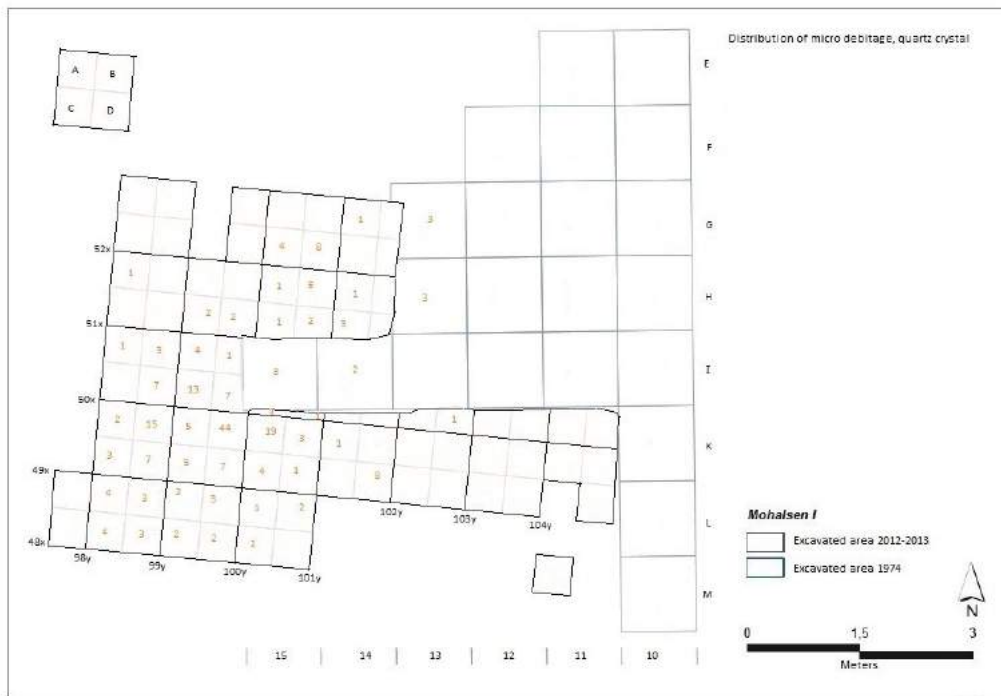 Distribution of micro debitage, quartz crystal
E
A B
C D
F
1 3 G
4 8
52x
1 1 8 1 3 H
2 2 1 2 3
51x
1 3 4 1 3 2 I
7 13 7
50x
2 15 5 44 19 3 1 1 K
3 7 9 7 4 1 8
49x
4 3 3 5 2
102y 103y 104y L
4 3 2 2
48x
98y 99y 100y 101y
M
Mohalsen I
Excavated area 2012-2013
Excavated area 1974
N
0 1,5 3
Meters
15 14 13 12 11 10